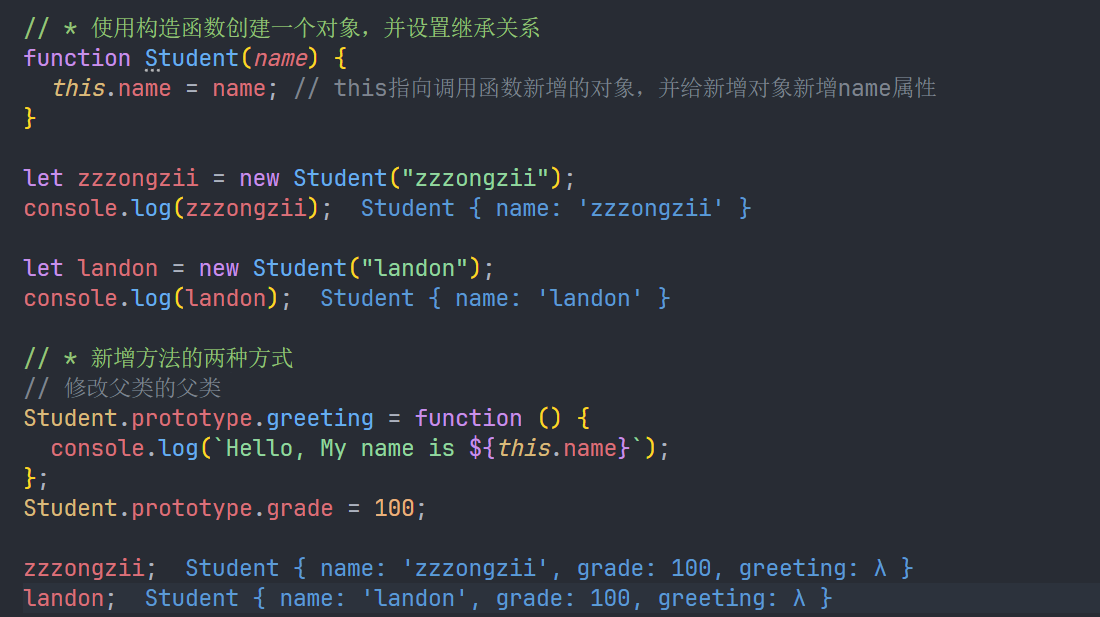 // * 使用构造函数创建一个对象，并设置继承关系
function Student(name) {
  this.name = name; // this指向调用函数新增的对象，并给新增对象新增name属性
}
let zzzongzii = new Student("zzzongzii");
console.log(zzzongzii);  Student { name: 'zzzongzii' }
let landon = new Student("landon");
console.log(landon);  Student { name: 'landon' }
// * 新增方法的两种方式
// 修改父类的父类
Student.prototype.greeting = function () {
  console.log(`Hello, My name is ${this.name}`);
};
Student.prototype.grade = 100;
zzzongzii;  Student { name: 'zzzongzii', grade: 100, greeting: λ }
landon;  Student { name: 'landon', grade: 100, greeting: λ }